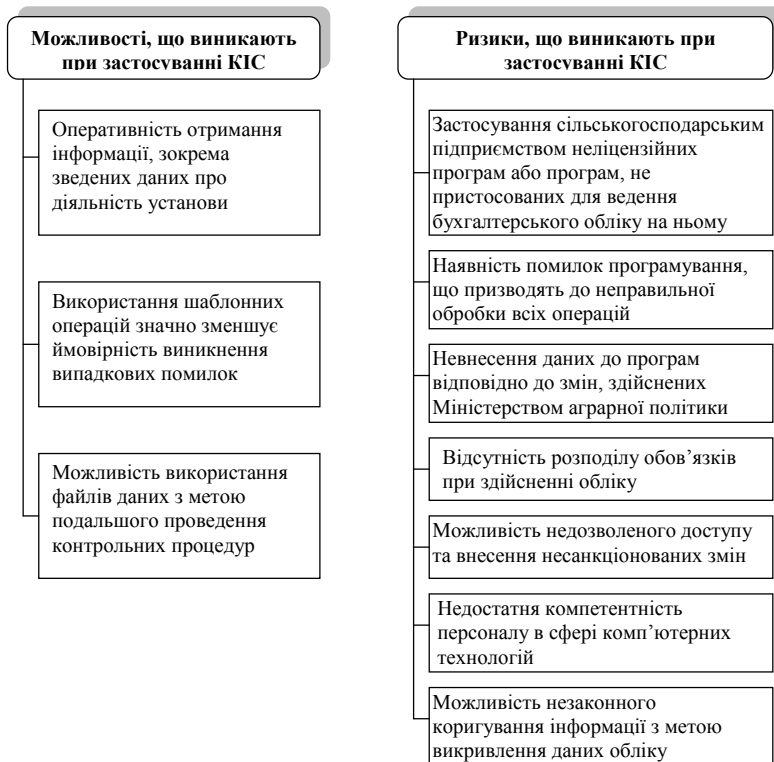 Можливості, що виникають
при застосуванні КІС
Оперативність отримання
інформації, зокрема
зведених даних про
діяльність установи
Використання шаблонних
операцій значно зменшує
ймовірність виникнення
випадкових помилок
Можливість використання
файлів даних з метою
подальшого проведення
контрольних процедур
Ризики, що виникають при
застосуванні КІС
Застосування сільськогосподарським
підприємством неліцензійних
програм або програм, не
пристосованих для ведення
бухгалтерського обліку на ньому
Наявність помилок програмування,
що призводять до неправильної
обробки всіх операцій
Невнесення даних до програм
відповідно до змін, здійснених
Міністерством аграрної політики
Відсутність розподілу обов’язків
при здійсненні обліку
Можливість недозволеного доступу
та внесення несанкціонованих змін
Недостатня компетентність
персоналу в сфері комп’ютерних
технологій
Можливість незаконного
коригування інформації з метою
викривлення даних обліку